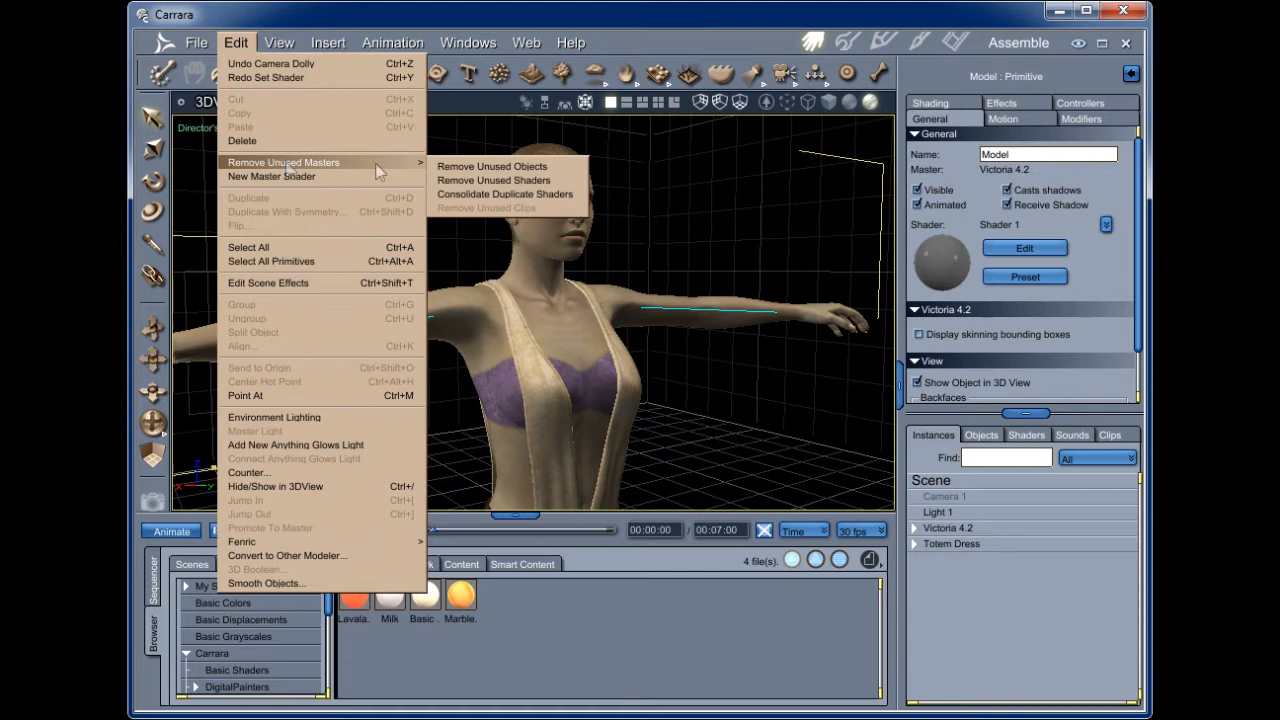 Carrara
File Edit View Insert Animation Windows Web Help
Assemble
Undo Camera Dolly Ctrl+Z
Redo Set Shader Ctrl+Y
Cut Ctrl+X
Copy Ctrl+C
Paste Ctrl+V
Delete
Remove Unused Masters >
New Master Shader
Duplicate Ctrl+D
Duplicate With Symmetry... Ctrl+Shift+D
Flip...
Select All Ctrl+A
Select All Primitives Ctrl+Alt+A
Edit Scene Effects Ctrl+Shift+T
Group Ctrl+G
Ungroup Ctrl+U
Split Object
Align... Ctrl+K
Send to Origin Ctrl+Shift+O
Center Hot Point Ctrl+Alt+H
Point At Ctrl+M
Environment Lighting
Master Light
Add New Anything Glows Light
Connect Anything Glows Light
Counter...
Hide/Show in 3DView Ctrl+/
Jump In Ctrl+[
Jump Out Ctrl+]
Promote To Master
Fenric >
Convert to Other Modeler...
3D Boolean...
Smooth Objects...
Remove Unused Objects
Remove Unused Shaders
Consolidate Duplicate Shaders
Remove Unused Clips
3DV
Director's
Z
X
Y
Model : Primitive
Shading Effects Controllers
General Motion Modifiers
General
Name: Model
Master: Victoria 4.2
Visible Casts shadows
Animated Receive Shadow
Shader: Shader 1
Edit
Preset
Victoria 4.2
Display skinning bounding boxes
View
Show Object in 3D View
Backfaces
Instances Objects Shaders Sounds Clips
Find: All
Scene
Camera 1
Light 1
Victoria 4.2
Totem Dress
Animate
00:00:00 / 00:07:00 Time 30 fps
Sequencer
Browser
Scenes
Content Smart Content 4 file(s).
My S
Basic Colors
Basic Displacements
Basic Grayscales
Carrara
Basic Shaders
DigitalPainters
Lavala. Milk Basic . Marble.